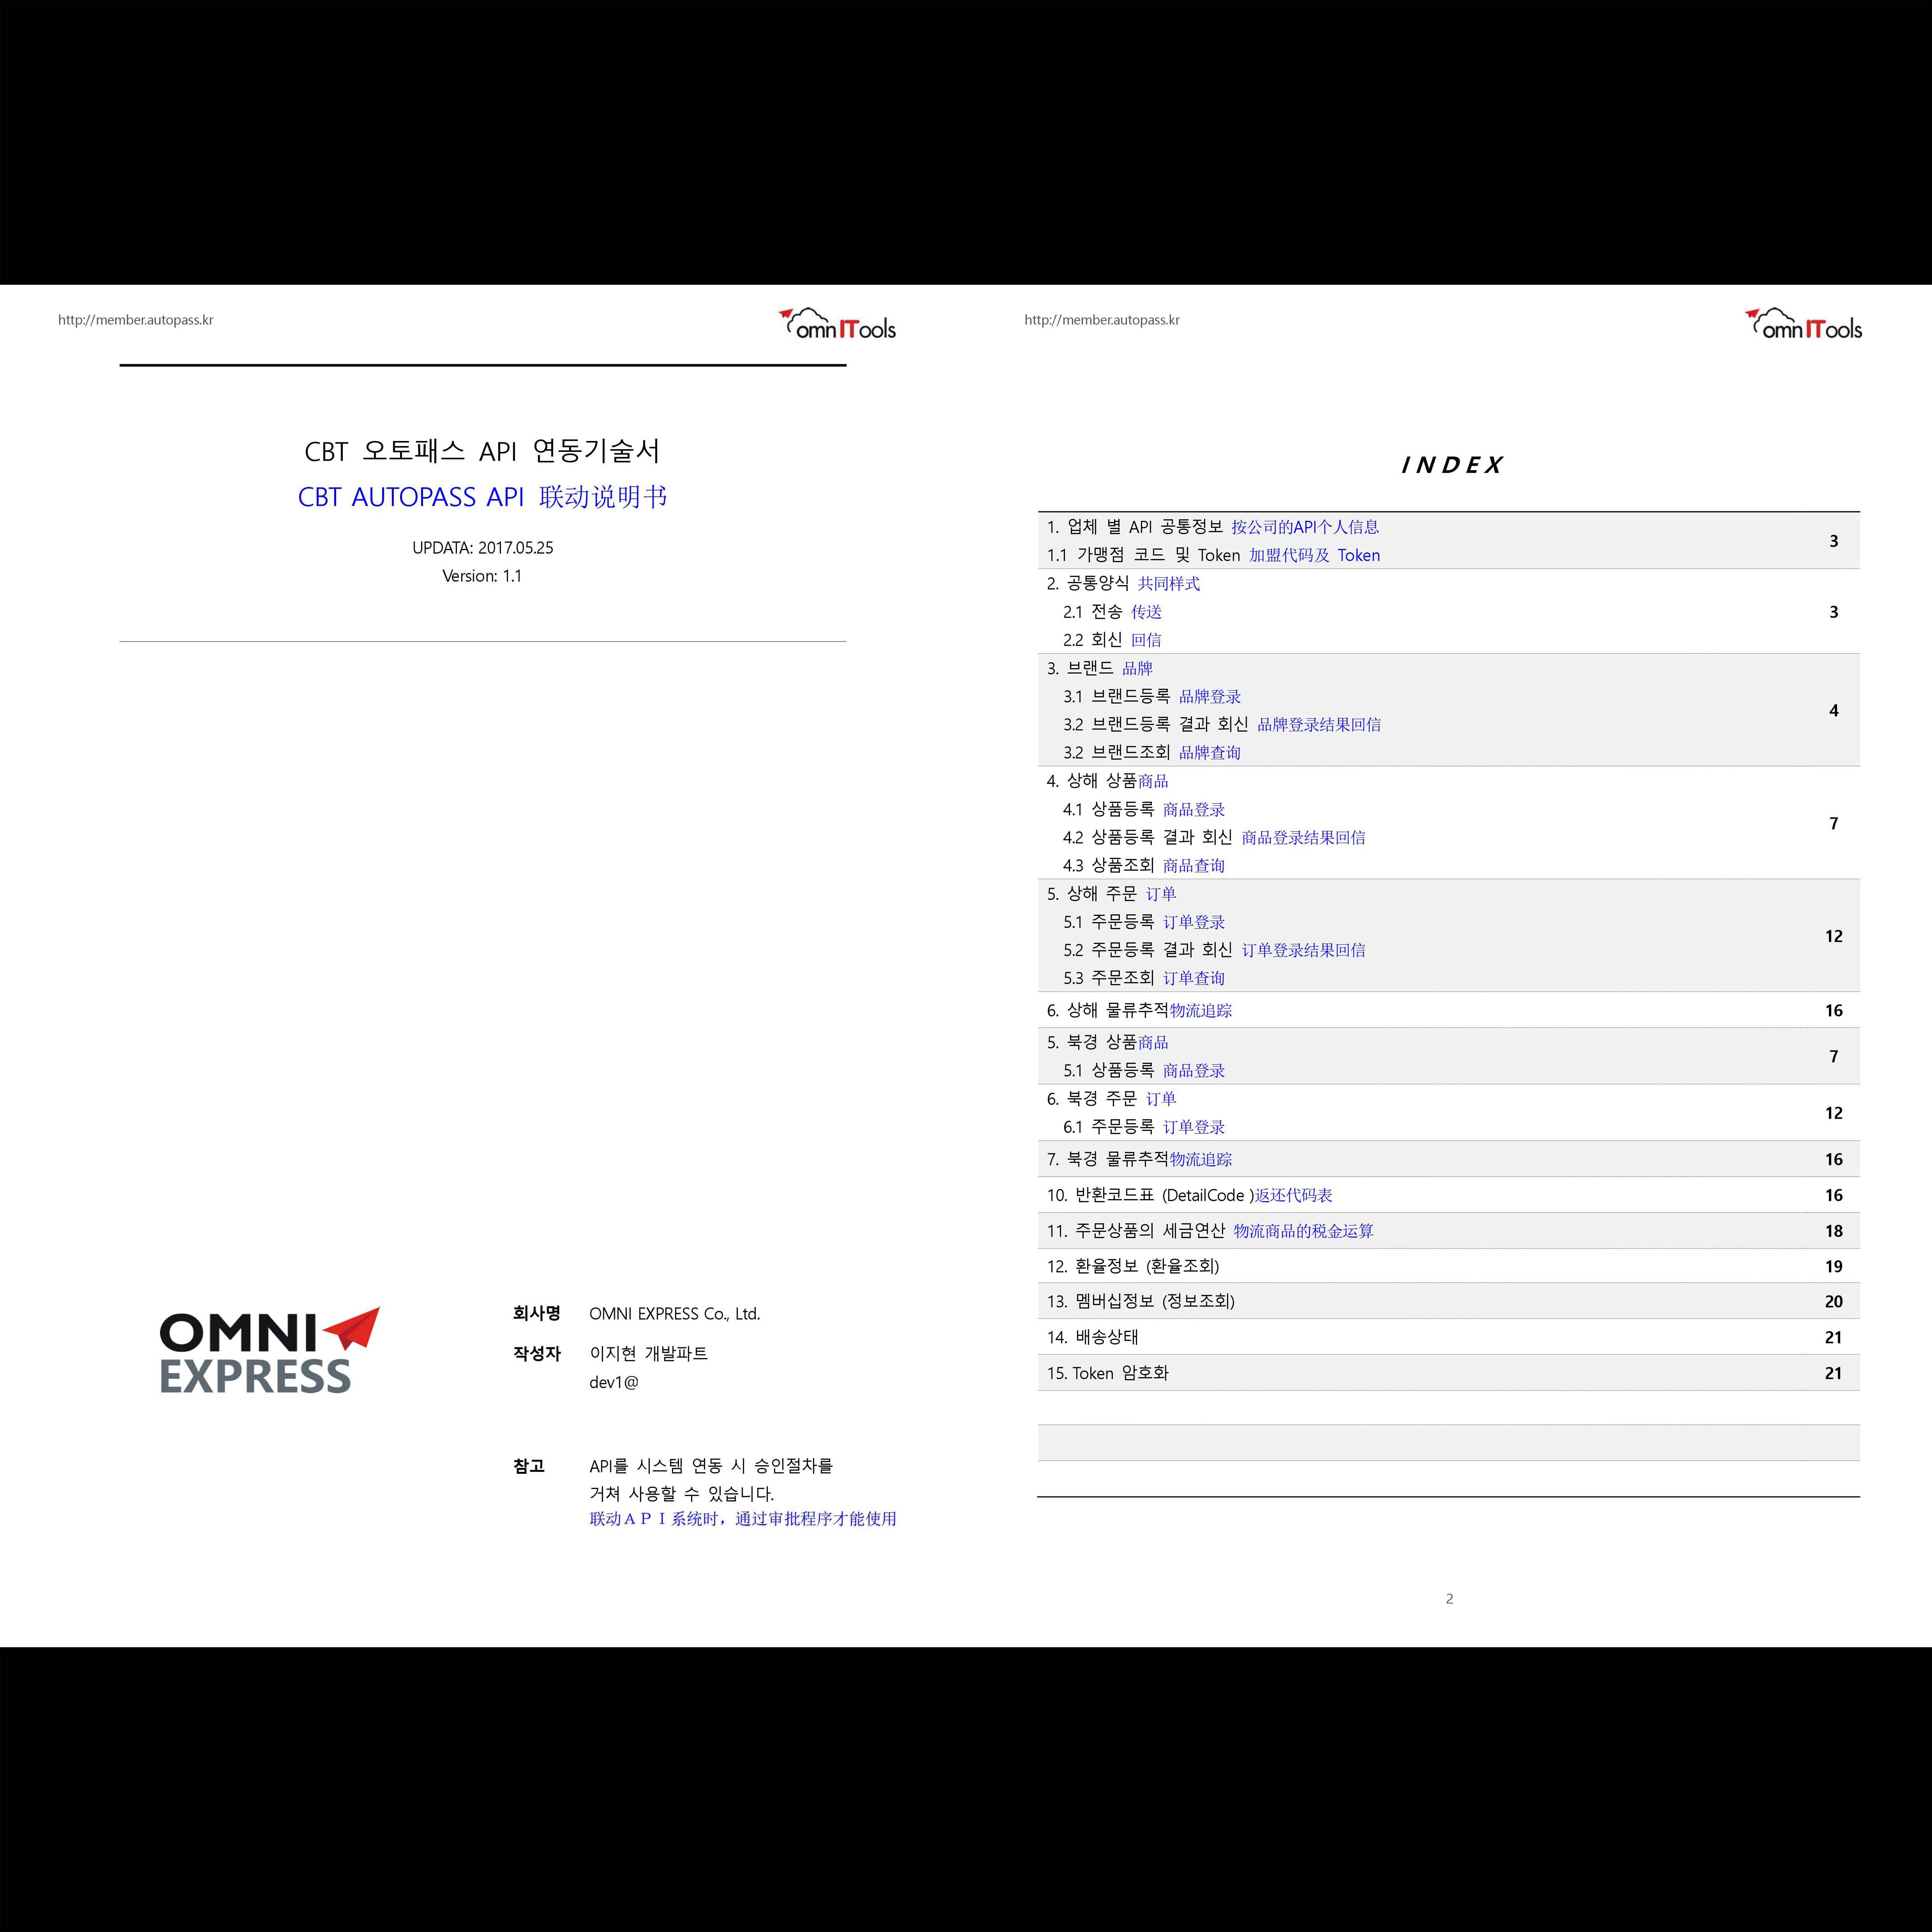 http://member.autopass.kr
omnITools
CBT 오토패스 API 연동기술서
CBT AUTOPASS API 联动说明书
UPDATA: 2017.05.25
Version: 1.1
OMNI
EXPRESS
회사명 OMNI EXPRESS Co., Ltd.
작성자 이지현 개발파트
dev1@
참고 API를 시스템 연동 시 승인절차를
거쳐 사용할 수 있습니다.
联动ＡＰＩ系统时，通过审批程序才能使用
http://member.autopass.kr
omnITools
INDEX
1. 업체 별 API 공통정보 按公司的API个人信息
1.1 가맹점 코드 및 Token 加盟代码及 Token
3
2. 공통양식 共同样式
2.1 전송 传送
3
2.2 회신 回信
3. 브랜드 品牌
3.1 브랜드등록 品牌登录
3.2 브랜드등록 결과 회신 品牌登录结果回信
3.2 브랜드조회 品牌查询
4
4. 상해 상품商品
4.1 상품등록 商品登录
4.2 상품등록 결과 회신 商品登录结果回信
4.3 상품조회 商品查询
7
5. 상해 주문 订单
5.1 주문등록 订单登录
5.2 주문등록 결과 회신 订单登录结果回信
5.3 주문조회 订单查询
12
6. 상해 물류추적物流追踪 16
5. 북경 상품商品
5.1 상품등록 商品登录
7
6. 북경 주문 订单
6.1 주문등록 订单登录
12
7. 북경 물류추적物流追踪 16
10. 반환코드표 (DetailCode )返还代码表 16
11. 주문상품의 세금연산 物流商品的税金运算 18
12. 환율정보 (환율조회) 19
13. 멤버십정보 (정보조회) 20
14. 배송상태 21
15. Token 암호화 21
2